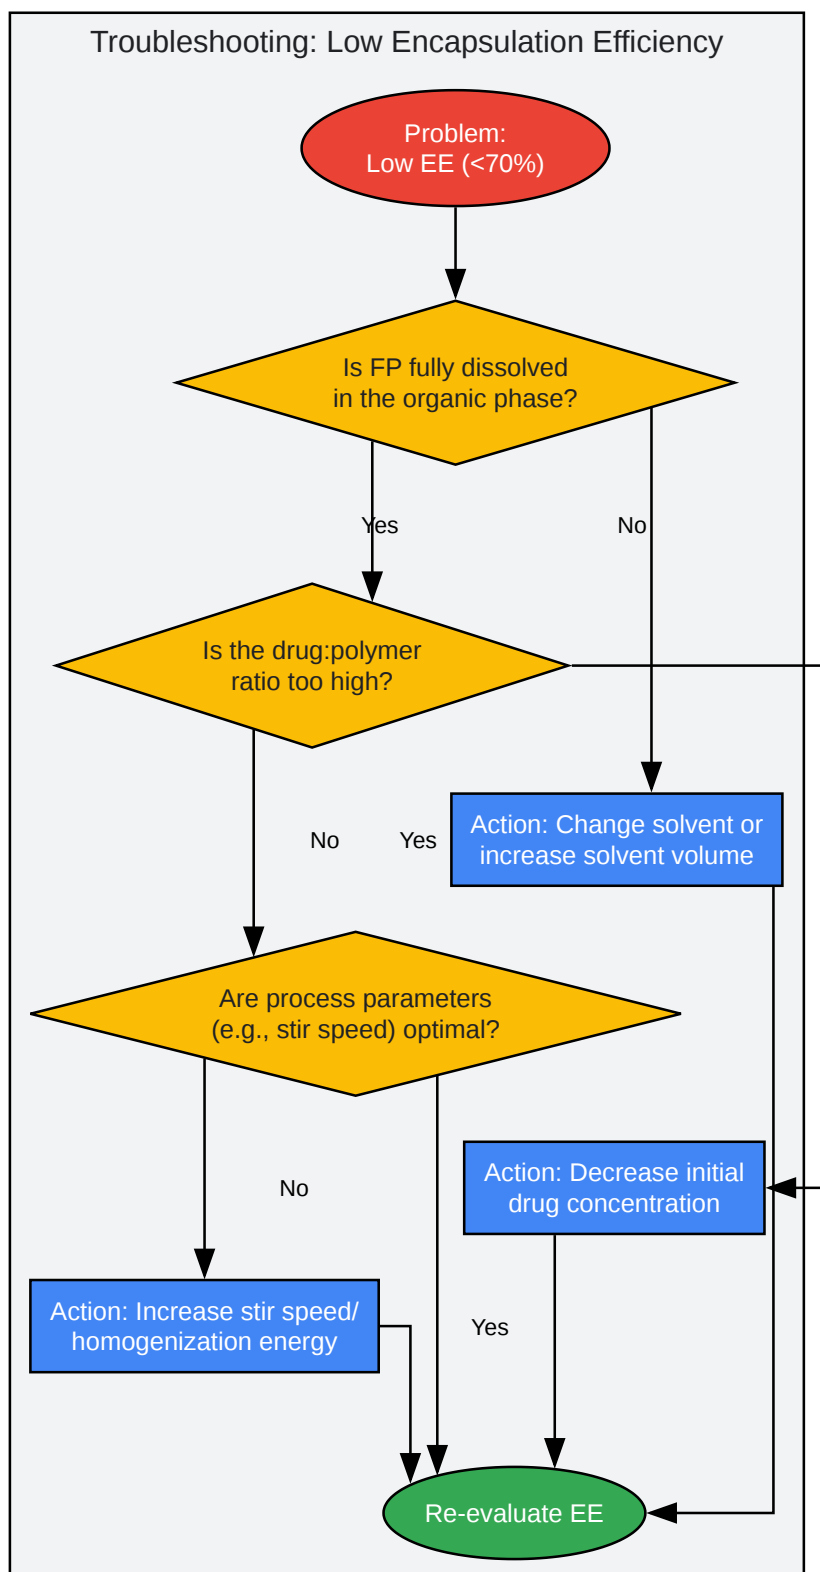 Troubleshooting: Low Encapsulation Efficiency
Problem:
Low EE (<70%)
Is FP fully dissolved
in the organic phase?
Yes
No
Is the drug:polymer
ratio too high?
No
Yes
Action: Change solvent or
increase solvent volume
Are process parameters
(e.g., stir speed) optimal?
No
Action: Decrease initial
drug concentration
Action: Increase stir speed/
homogenization energy
Yes
Re-evaluate EE